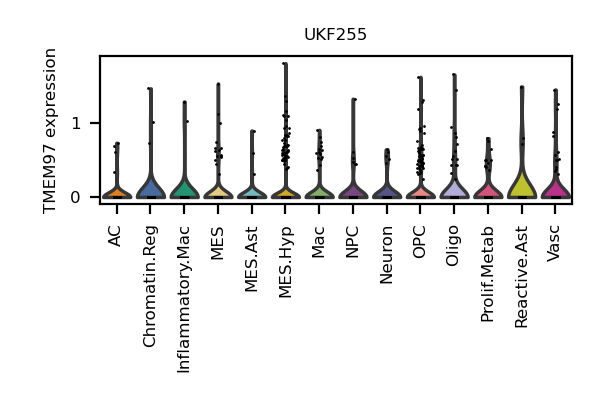 UKF255
TMEM97 expression
1
0
AC
Chromatin.Reg
Inflammatory.Mac
MES
MES.Ast
MES.Hyp
Mac
NPC
Neuron
OPC
Oligo
Prolif.Metab
Reactive.Ast
Vasc